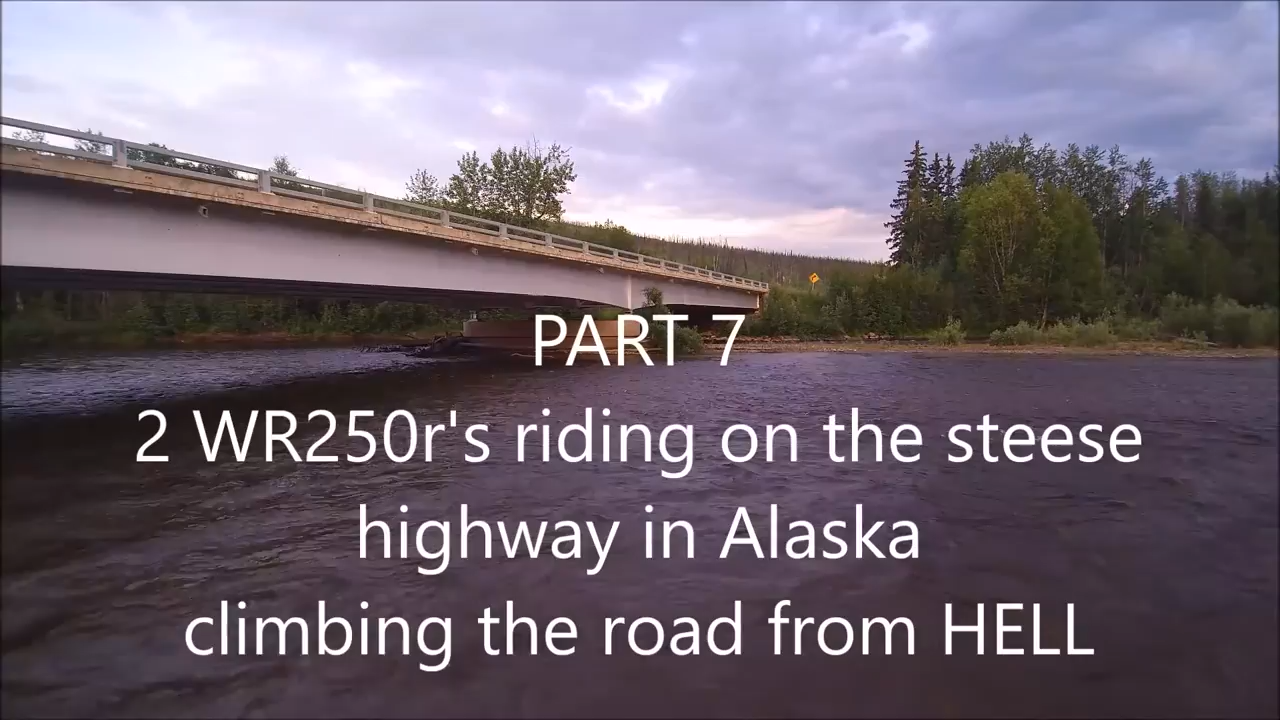 PART 7
2 WR250r's riding on the steese
highway in Alaska
climbing the road from HELL